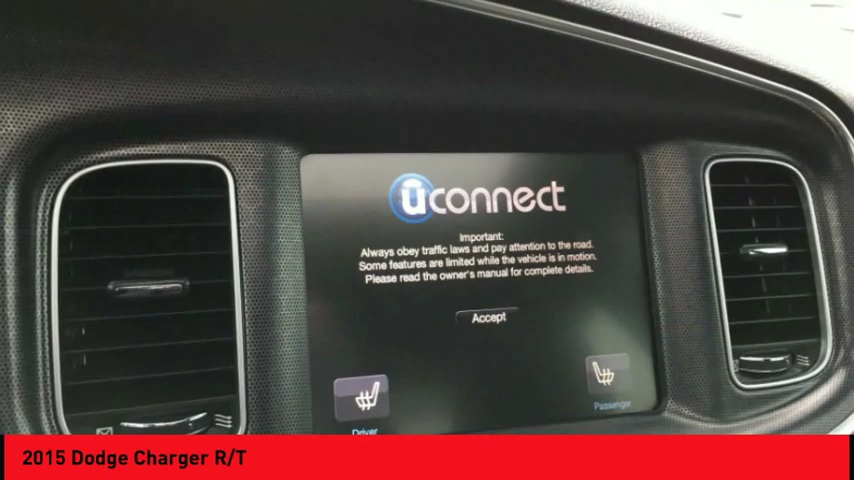 uconnect
Important:
Always obey traffic laws and pay attention to the road.
Some features are limited while the vehicle is in motion.
Please read the owner's manual for complete details.
Accept
Driver
Passenger
2015 Dodge Charger R/T